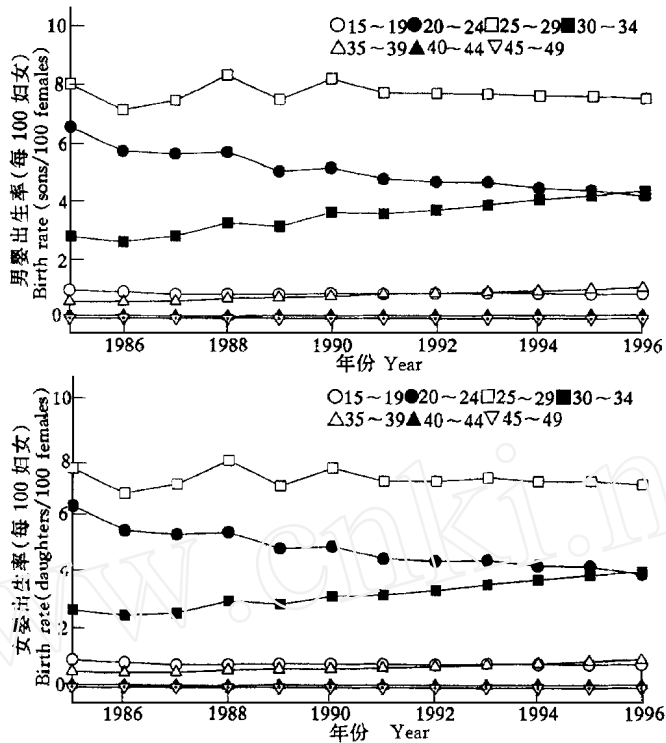 ○15～19●20～24□25～29■30～34
△35～39▲40～44▽45～49
男婴出生率(每100妇女)
Birth rate (sons/100 females)
10
8
6
4
2
0
1986 1988 1990 1992 1994 1996
年份 Year
○15～19●20～24□25～29■30～34
△35～39▲40～44▽45～49
女婴出生率(每100妇女)
Birth rate(daughters/100 females)
10
8
6
4
2
0
1986 1988 1990 1992 1994 1996
年份 Year
www.cnki.n